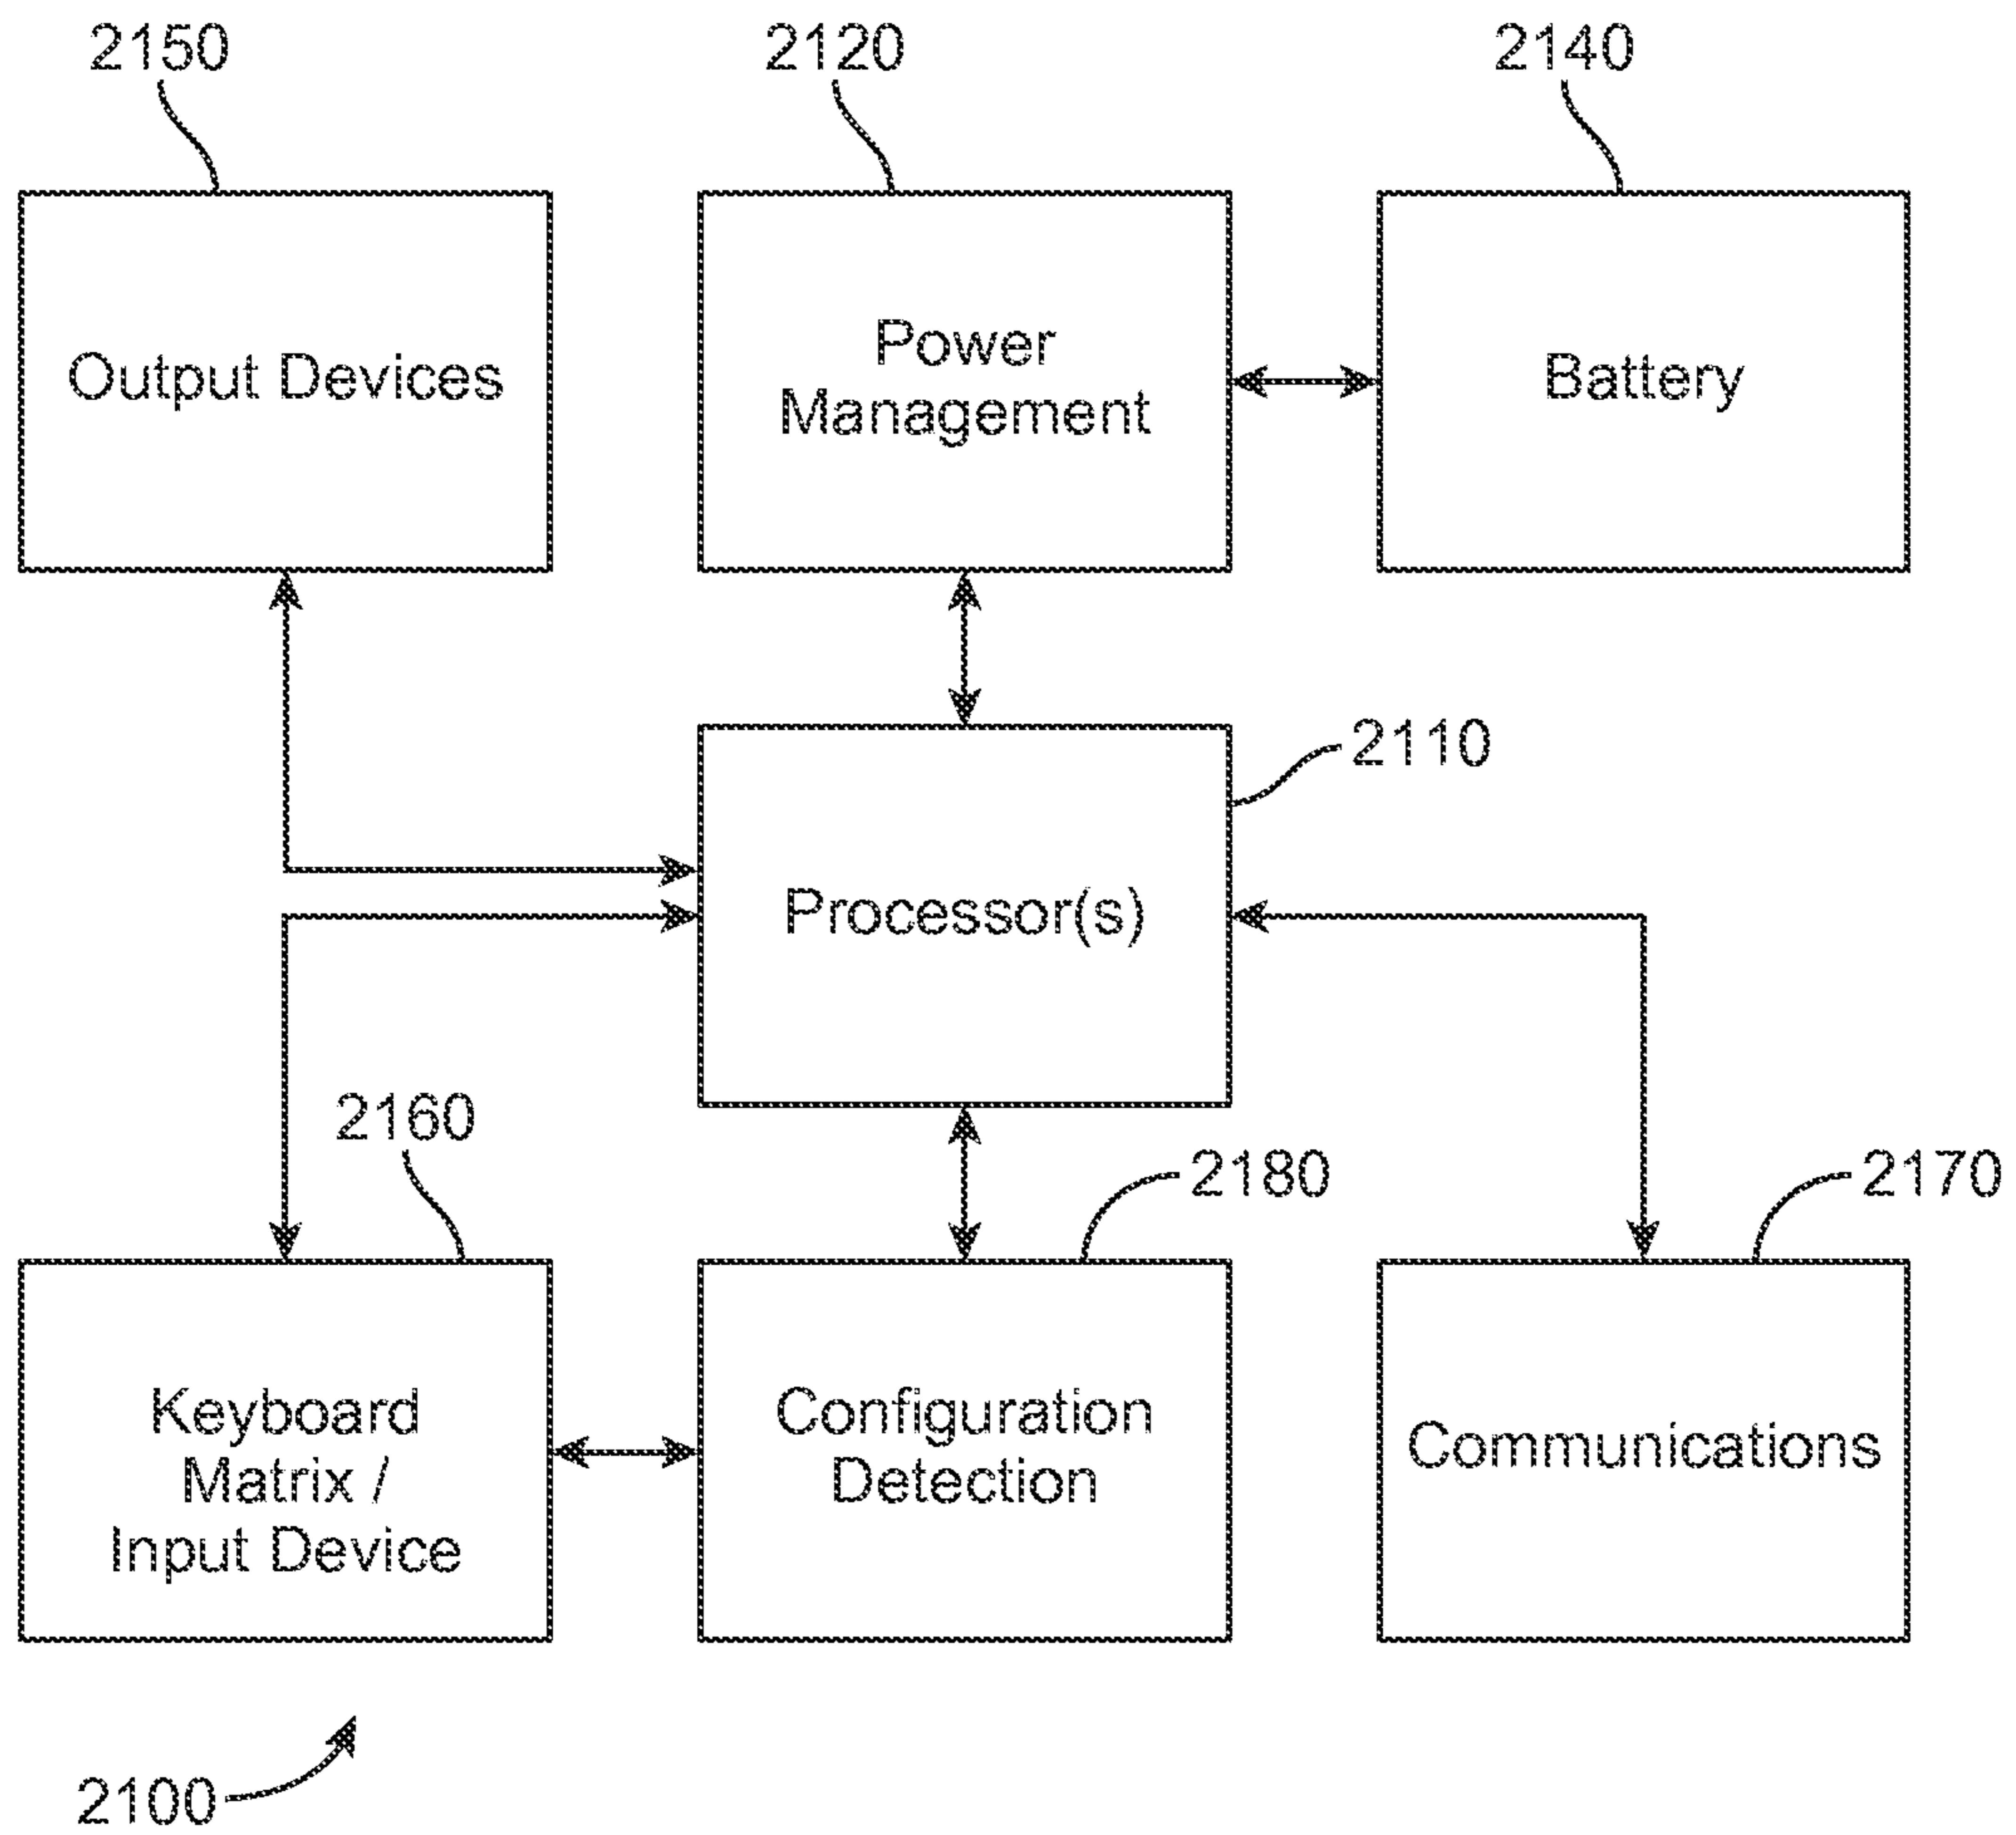 2150
2120
2140
Output Devices
Power
Management
Battery
2110
Processor(s)
2160
2180
2170
Keyboard
Matrix /
Input Device
Configuration
Detection
Communications
2100